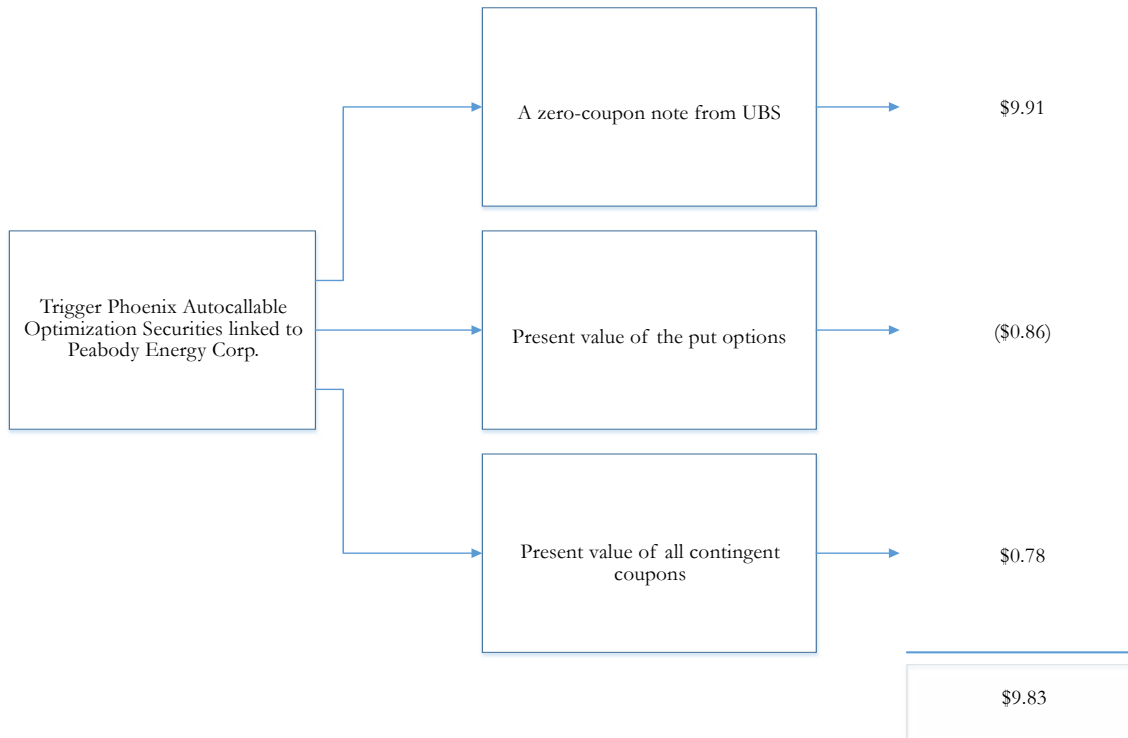 A zero-coupon note from UBS
$9.91
Trigger Phoenix Autocallable
Optimization Securities linked to
Peabody Energy Corp.
Present value of the put options
($0.86)
Present value of all contingent
coupons
$0.78
$9.83